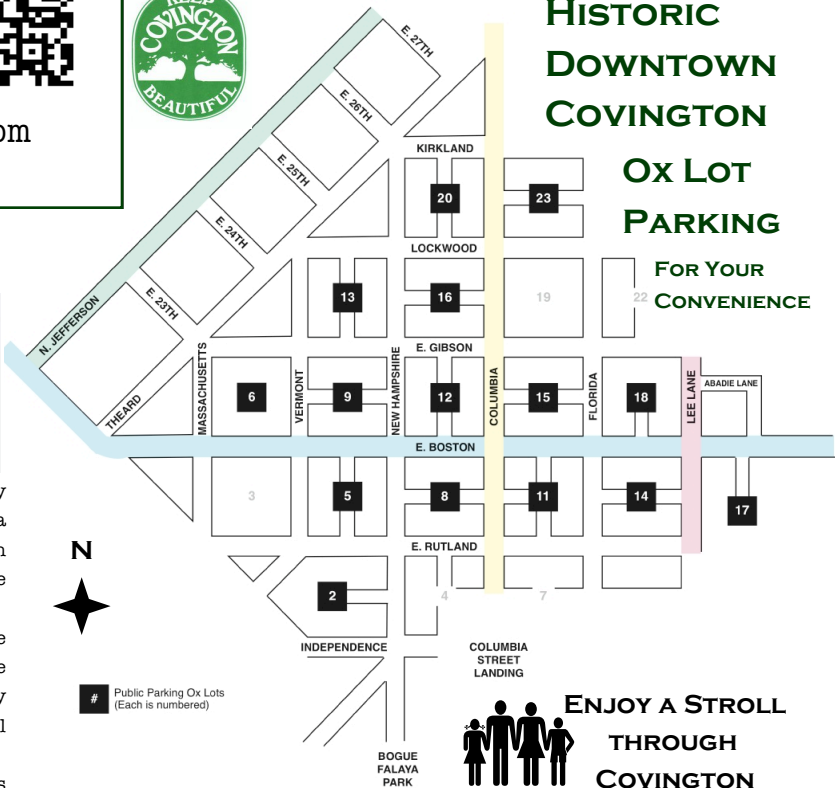 KEEP
COVINGTON
BEAUTIFUL
om
HISTORIC
DOWNTOWN
COVINGTON
OX LOT
PARKING
FOR YOUR
CONVENIENCE
E. 27TH
E. 26TH
E. 25TH
E. 24TH
E. 23TH
N. JEFFERSON
THEARD
KIRKLAND
20
23
LOCKWOOD
13
16
19
22
E. GIBSON
MASSACHUSETTS
VERMONT
NEW HAMPSHIRE
COLUMBIA
FLORIDA
LEE LANE
ABADIE LANE
6
9
12
15
18
E. BOSTON
3
5
8
11
14
17
E. RUTLAND
2
4
7
INDEPENDENCE
COLUMBIA
STREET
LANDING
BOGUE
FALAYA
PARK
N
# Public Parking Ox Lots
(Each is numbered)
y
a
n
e
e
e
y
l
s
ENJOY A STROLL
THROUGH
COVINGTON